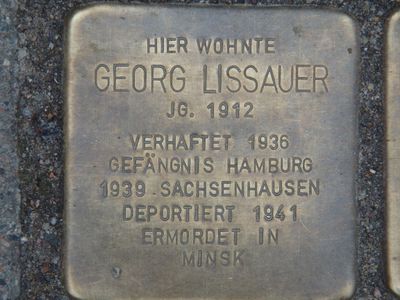 HIER WOHNTE
GEORG LISSAUER
JG. 1912
VERHAFTET 1936
GEFÄNGNIS HAMBURG
1939 SACHSENHAUSEN
DEPORTIERT 1941
ERMORDET IN
MINSK